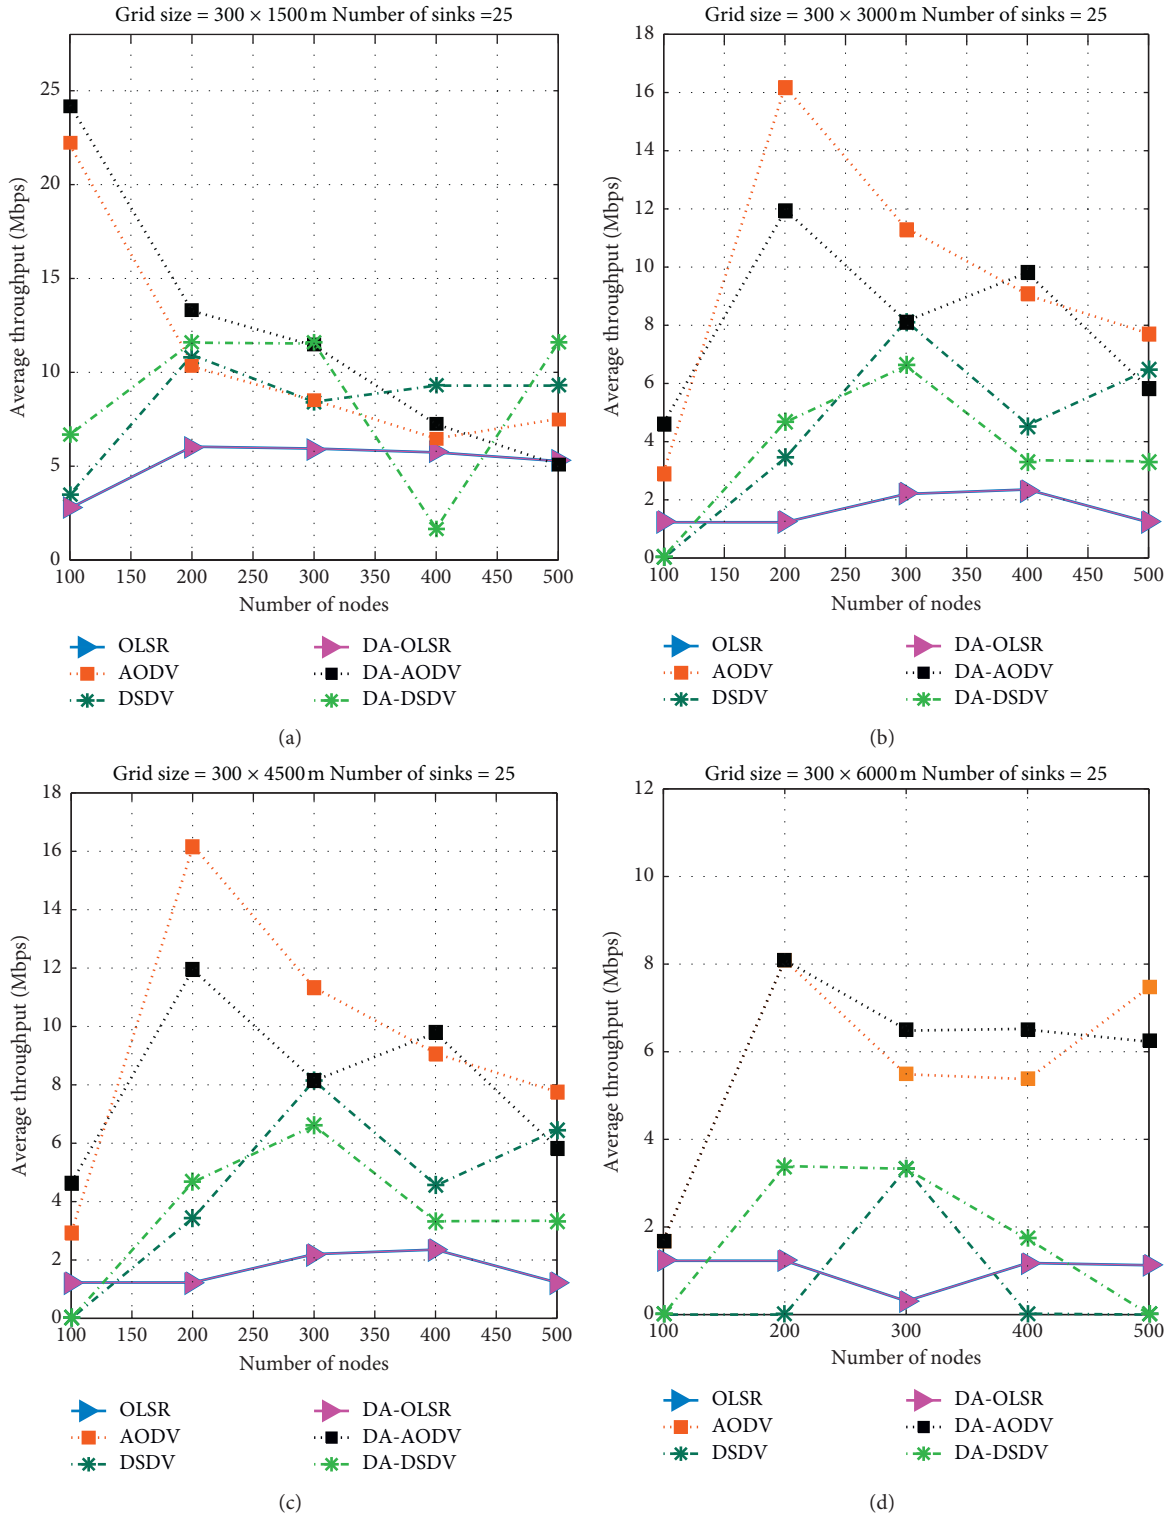 Grid size = 300 × 1500 m Number of sinks =25
Average throughput (Mbps)
25
20
15
10
5
0
100 150 200 250 300 350 400 450 500
Number of nodes
OLSR DA-OLSR
AODV DA-AODV
DSDV DA-DSDV
(a)
Grid size = 300 × 3000 m Number of sinks = 25
Average throughput (Mbps)
18
16
14
12
10
8
6
4
2
0
100 150 200 250 300 350 400 450 500
Number of nodes
OLSR DA-OLSR
AODV DA-AODV
DSDV DA-DSDV
(b)
Grid size = 300 × 4500 m Number of sinks = 25
Average throughput (Mbps)
18
16
14
12
10
8
6
4
2
0
100 150 200 250 300 350 400 450 500
Number of nodes
OLSR DA-OLSR
AODV DA-AODV
DSDV DA-DSDV
(c)
Grid size = 300 × 6000 m Number of sinks = 25
Average throughput (Mbps)
12
10
8
6
4
2
0
100 200 300 400 500
Number of nodes
OLSR DA-OLSR
AODV DA-AODV
DSDV DA-DSDV
(d)